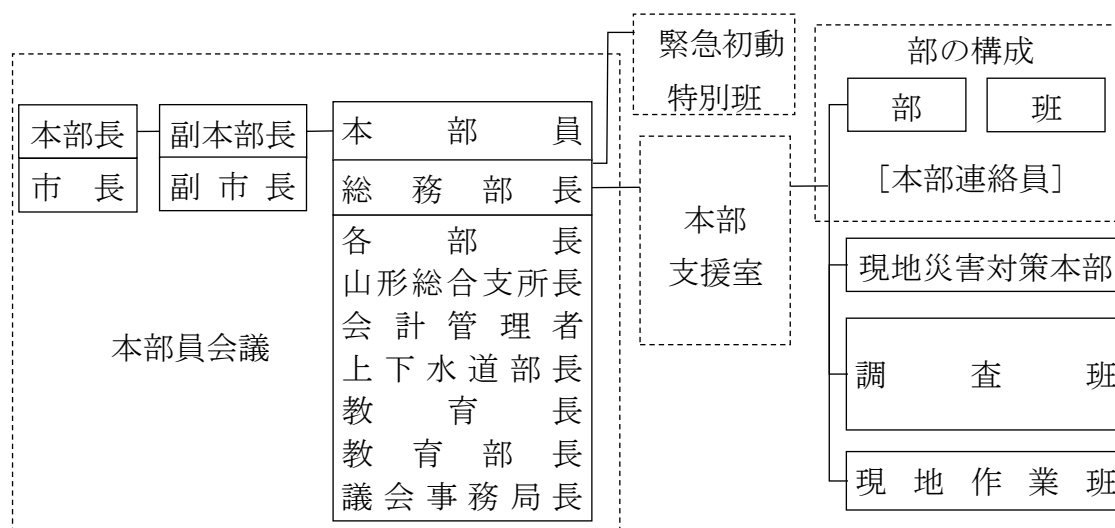 緊急初動
特別班
部の構成
部
班
［本部連絡員］
本部長
市長
副本部長
副市長
本部員
総務部長
各部長
山形総合支所長
会計管理者
上下水道部長
教育長
教育部長
議会事務局長
本部員会議
本部
支援室
現地災害対策本部
調査班
現地作業班